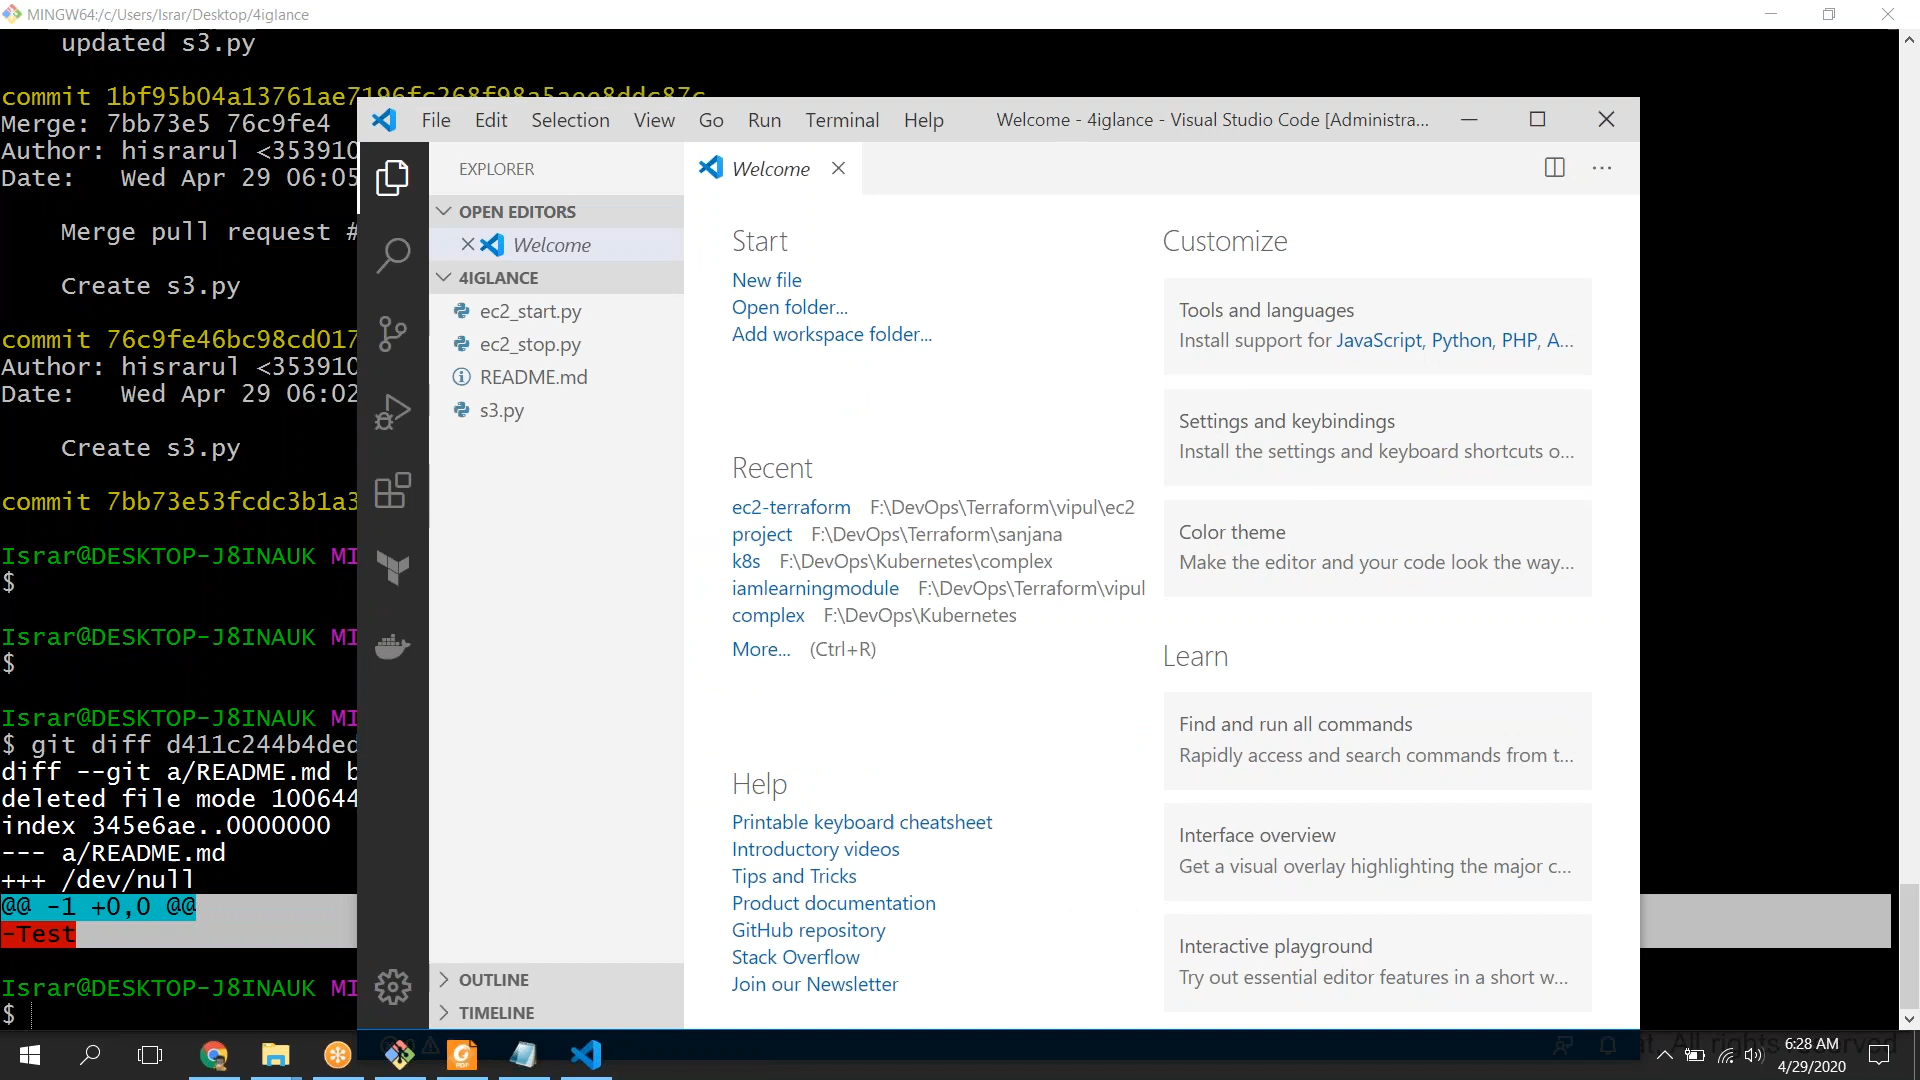 MINGW64:/c/Users/Israr/Desktop/4iglance
updated s3.py
commit 1bf95b04a13761ae7196fc268f98a5aee8ddc87c
Merge: 7bb73e5 76c9fe4
Author: hisrarul <353910
Date: Wed Apr 29 06:05
Merge pull request #
Create s3.py
commit 76c9fe46bc98cd017
Author: hisrarul <353910
Date: Wed Apr 29 06:02
Create s3.py
commit 7bb73e53fcdc3b1a3
Israr@DESKTOP-J8INAUK MI
$
Israr@DESKTOP-J8INAUK MI
$
Israr@DESKTOP-J8INAUK MI
$ git diff d411c244b4ded
diff --git a/README.md b
deleted file mode 100644
index 345e6ae..0000000
--- a/README.md
+++ /dev/null
@@ -1 +0,0 @@
-Test
Israr@DESKTOP-J8INAUK MI
$
File Edit Selection View Go Run Terminal Help Welcome - 4iglance - Visual Studio Code [Administra...
EXPLORER
OPEN EDITORS
Welcome
4IGLANCE
ec2_start.py
ec2_stop.py
README.md
s3.py
OUTLINE
TIMELINE
Welcome
Start
New file
Open folder...
Add workspace folder...
Recent
ec2-terraform F:\DevOps\Terraform\vipul\ec2
project F:\DevOps\Terraform\sanjana
k8s F:\DevOps\Kubernetes\complex
iamlearningmodule F:\DevOps\Terraform\vipul
complex F:\DevOps\Kubernetes
More... (Ctrl+R)
Help
Printable keyboard cheatsheet
Introductory videos
Tips and Tricks
Product documentation
GitHub repository
Stack Overflow
Join our Newsletter
Customize
Tools and languages
Install support for JavaScript, Python, PHP, A...
Settings and keybindings
Install the settings and keyboard shortcuts o...
Color theme
Make the editor and your code look the way...
Learn
Find and run all commands
Rapidly access and search commands from t...
Interface overview
Get a visual overlay highlighting the major c...
Interactive playground
Try out essential editor features in a short w...
All rights reserved
6:28 AM
4/29/2020